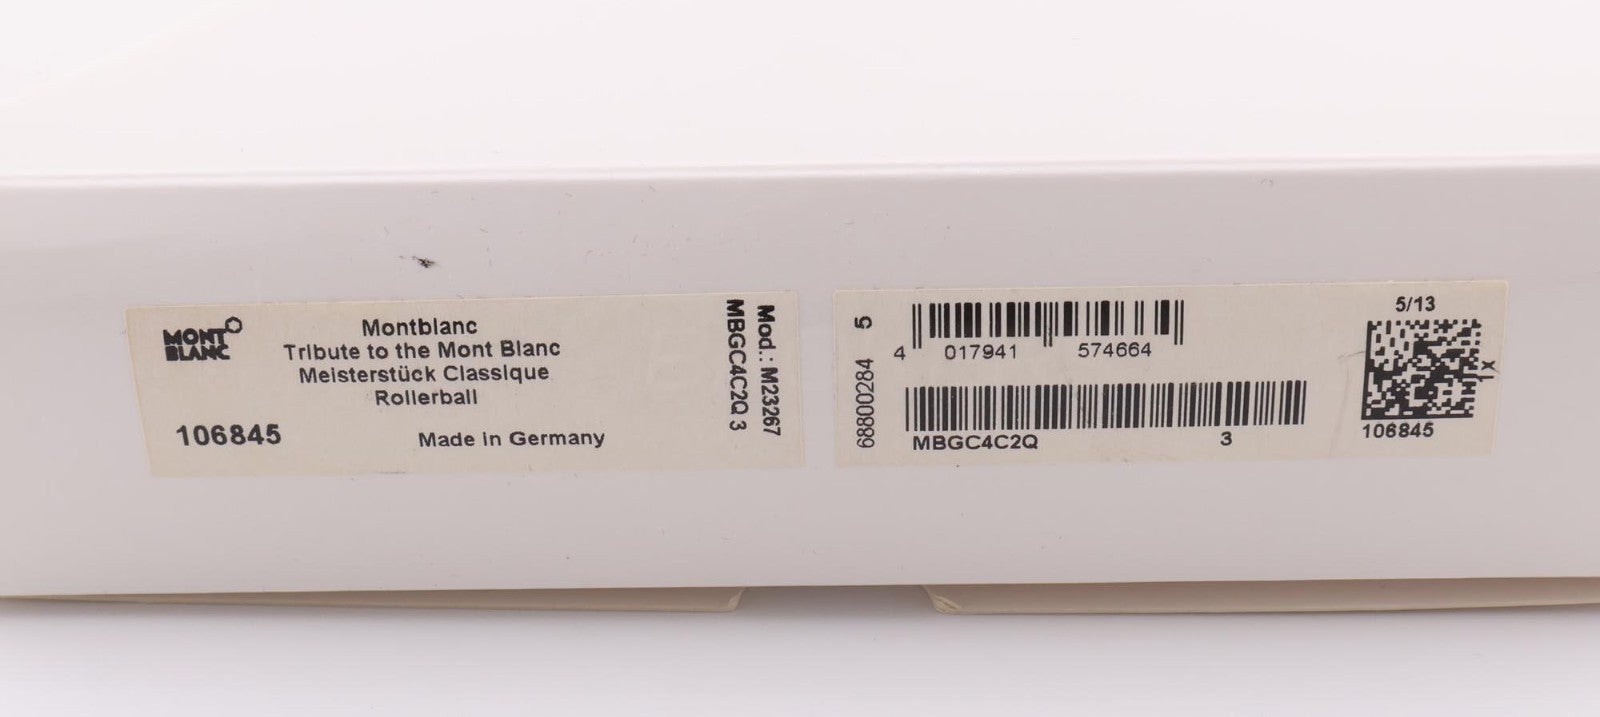 MONT
BLANC
Montblanc
Tribute to the Mont Blanc
Meisterstück Classique
Rollerball
106845
Made in Germany
Mod.: M23267
MBGC4C2Q 3
68800284 5
4 017941 574664
MBGC4C2Q 3
5/13
1X
106845